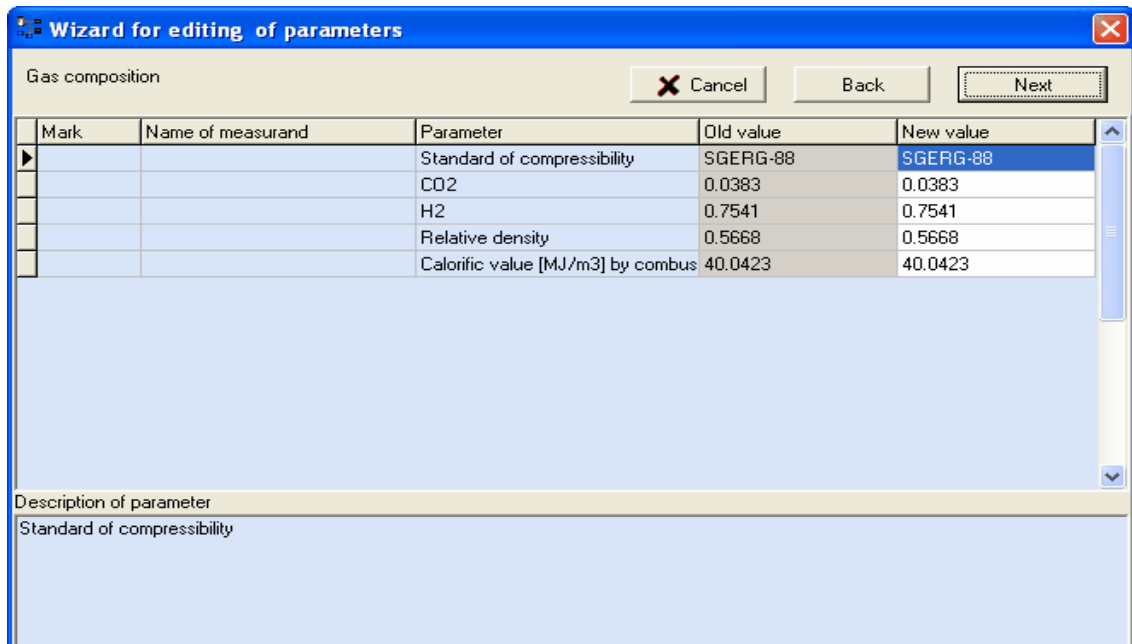 Wizard for editing of parameters
Gas composition
Cancel Back Next
Mark Name of measurand Parameter Old value New value
Standard of compressibility SGERG-88 SGERG-88
CO2 0.0383 0.0383
H2 0.7541 0.7541
Relative density 0.5668 0.5668
Calorific value [MJ/m3] by combus 40.0423 40.0423
Description of parameter
Standard of compressibility